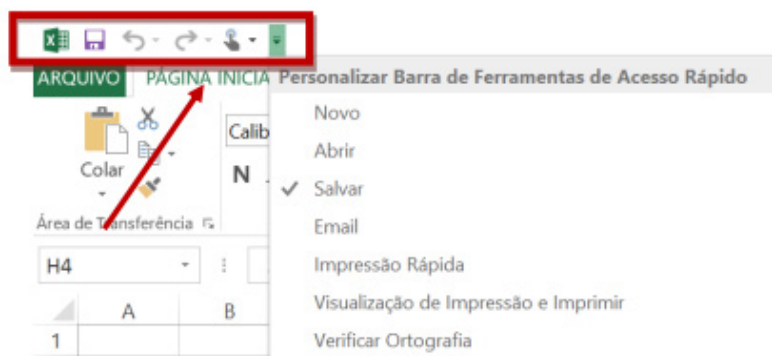 ARQUIVO PÁGINA INICIA Personalizar Barra de Ferramentas de Acesso Rápido
Novo
Calib
Abrir
Colar
N
Salvar
Área de Transferência
Email
H4
Impressão Rápida
A B
Visualização de Impressão e Imprimir
1
Verificar Ortografia